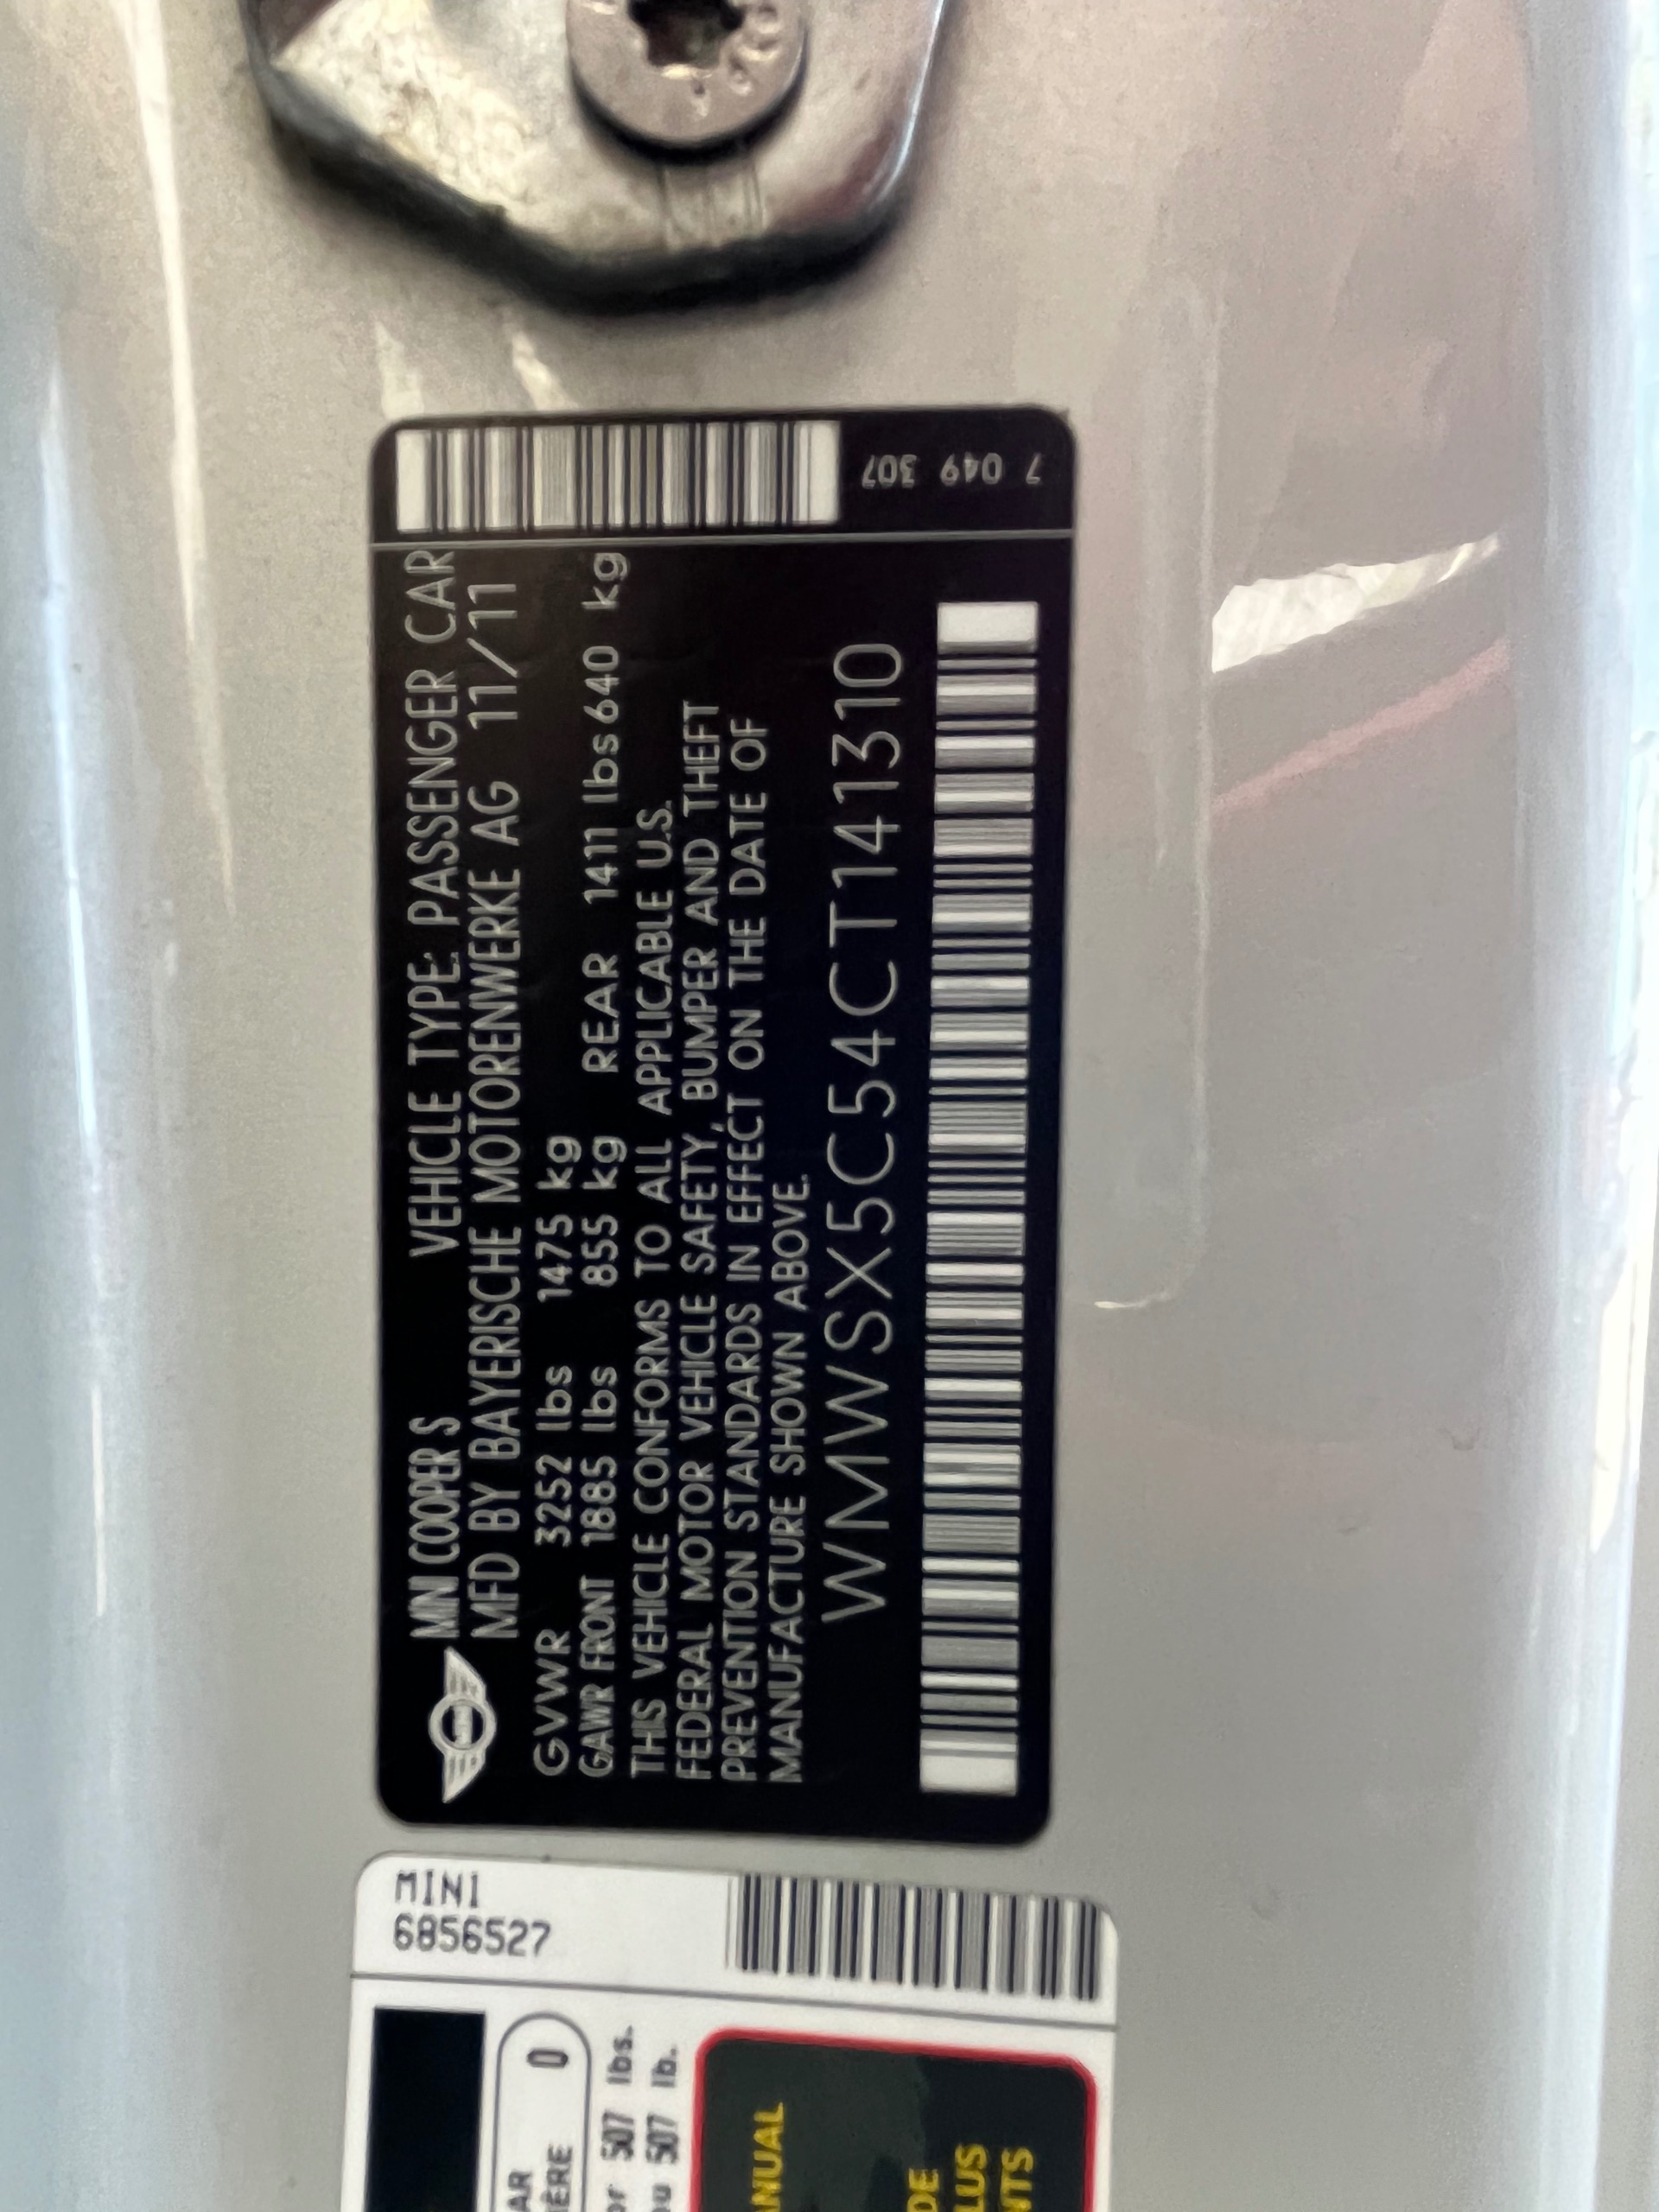 MINI COOPER S VEHICLE TYPE: PASSENGER CAR
MFD BY BAYERISCHE MOTORENWERKE AG 11/11
GVWR 3252 lbs 1475 kg
GAWR FRONT 1885 lbs 855 kg REAR 1411 lbs 640 kg
THIS VEHICLE CONFORMS TO ALL APPLICABLE U.S.
FEDERAL MOTOR VEHICLE SAFETY, BUMPER AND THEFT
PREVENTION STANDARDS IN EFFECT ON THE DATE OF
MANUFACTURE SHOWN ABOVE.
WMWSX5C54CT141310
7 049 307
MINI
6856527
0
507 lbs.
507 lb.